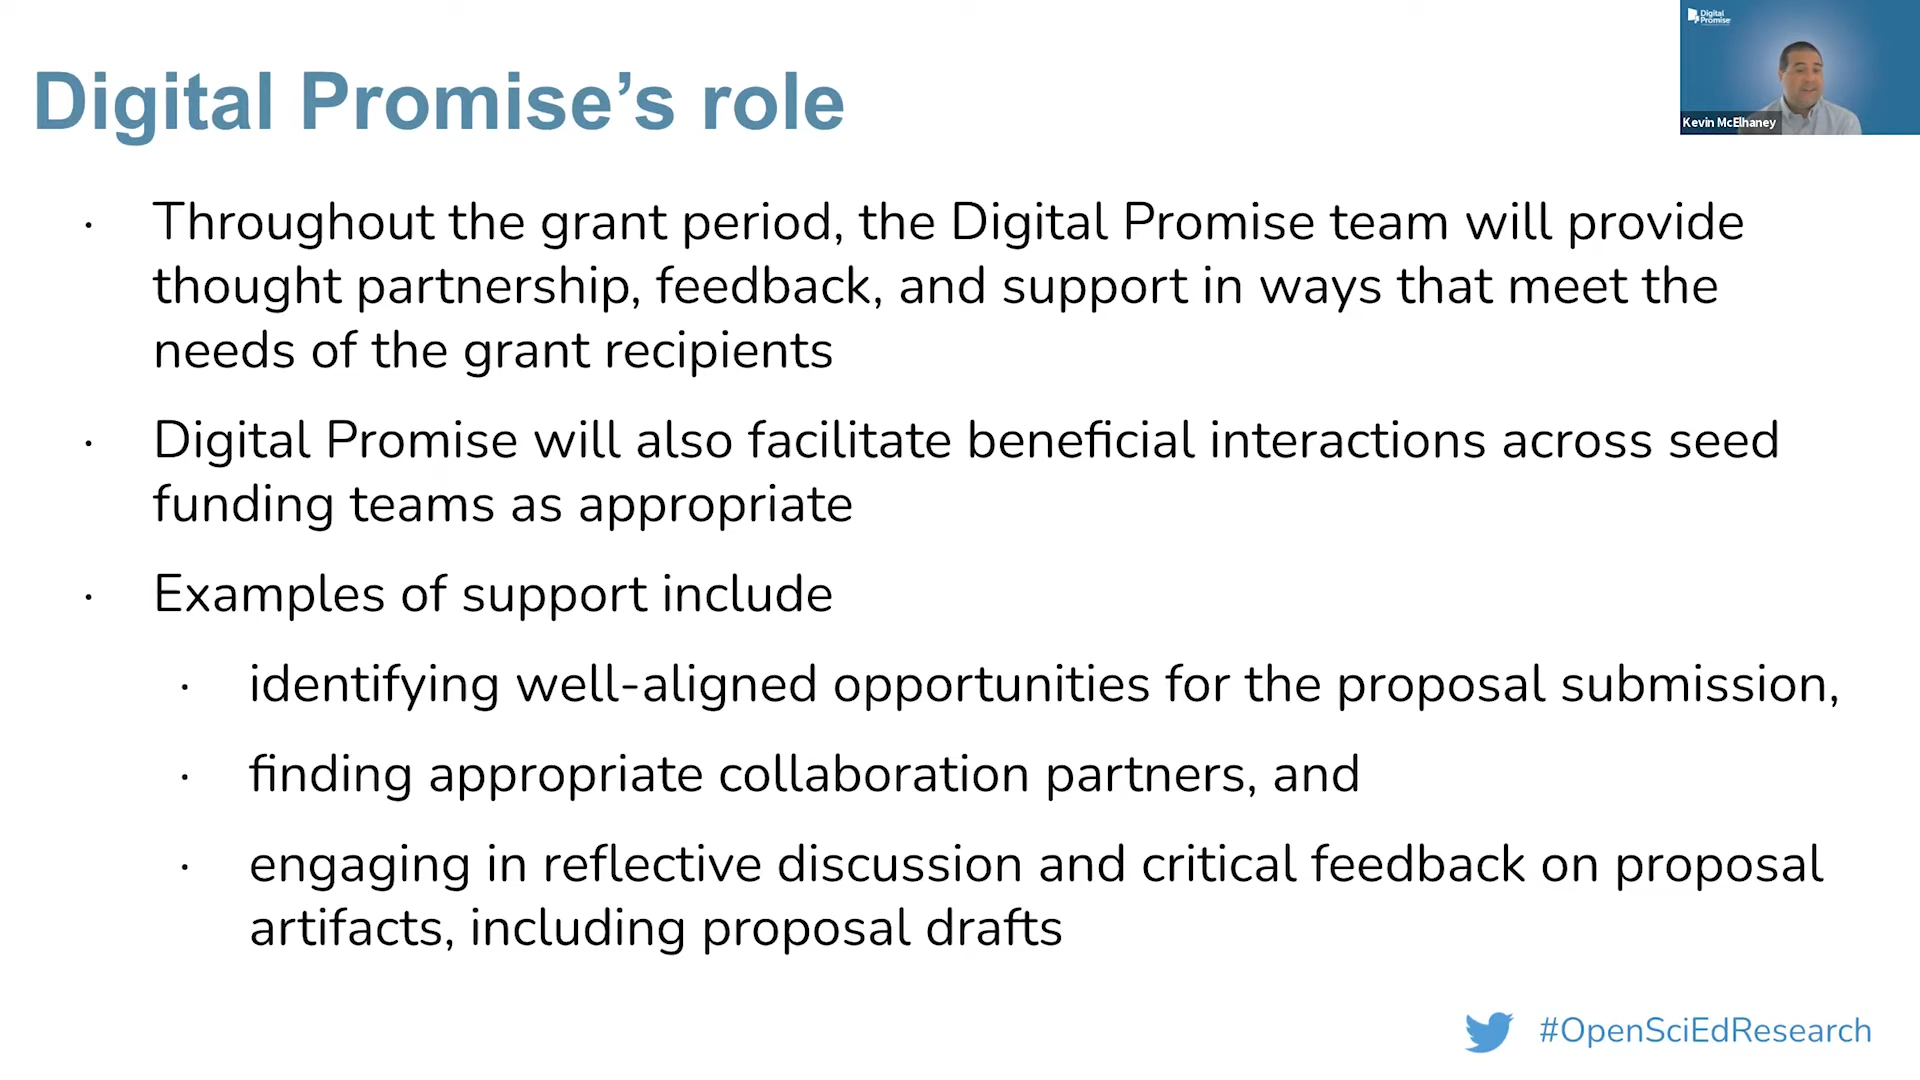 Digital
Promise
Kevin McElhaney
Digital Promise’s role
· Throughout the grant period, the Digital Promise team will provide
thought partnership, feedback, and support in ways that meet the
needs of the grant recipients
· Digital Promise will also facilitate beneficial interactions across seed
funding teams as appropriate
· Examples of support include
· identifying well-aligned opportunities for the proposal submission,
· finding appropriate collaboration partners, and
· engaging in reflective discussion and critical feedback on proposal
artifacts, including proposal drafts
#OpenSciEdResearch